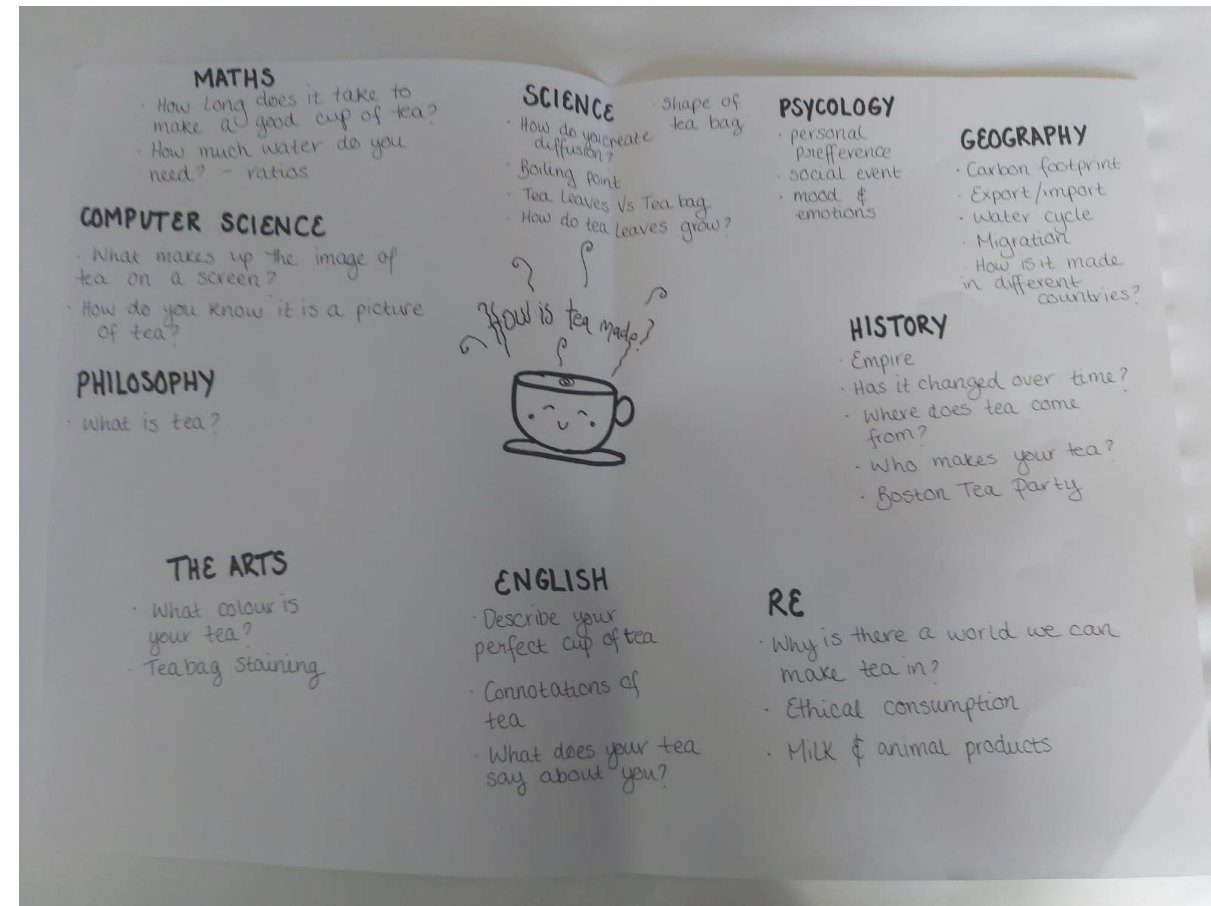 MATHS
· How long does it take to
make a good cup of tea?
· How much water do you
need? - ratios
SCIENCE
· How do you create
diffusion?
· Boiling point
· Tea leaves Vs Tea bag
· How do tea leaves grow?
· Shape of
tea bag
PSYCOLOGY
· personal
prefference
· social event
· mood &
emotions
GEOGRAPHY
· Carbon footprint
· Export/import
· Water cycle
· Migration
· How is it made
in different
countries?
COMPUTER SCIENCE
· What makes up the image of
tea on a screen?
· How do you know it is a picture
of tea?
How is tea made?
HISTORY
· Empire
· Has it changed over time?
· Where does tea come
from?
· Who makes your tea?
· Boston Tea Party
PHILOSOPHY
· What is tea?
THE ARTS
· What colour is
your tea?
· Teabag staining
ENGLISH
· Describe your
perfect cup of tea
· Connotations of
tea
· What does your tea
say about you?
RE
· Why is there a world we can
make tea in?
· Ethical consumption
· Milk & animal products